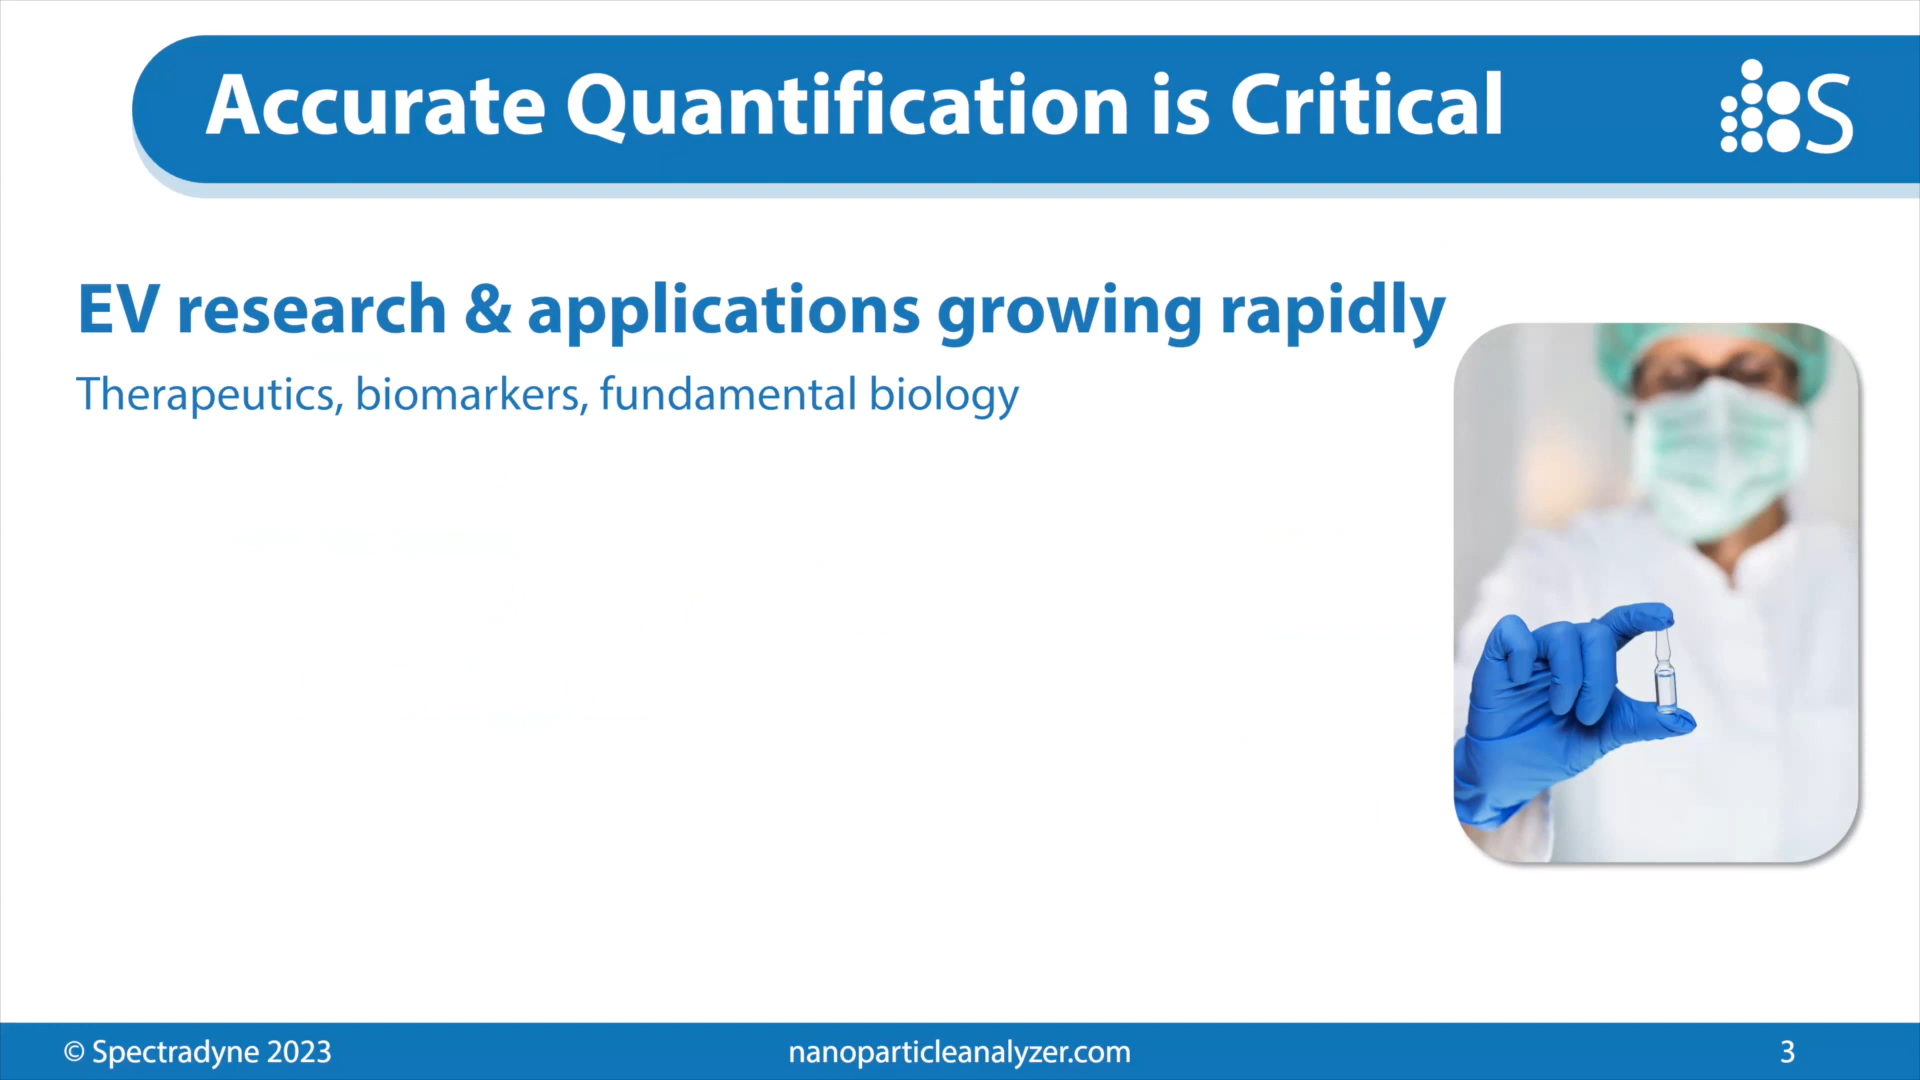 Accurate Quantification is Critical
S
EV research & applications growing rapidly
Therapeutics, biomarkers, fundamental biology
© Spectradyne 2023
nanoparticleanalyzer.com
3